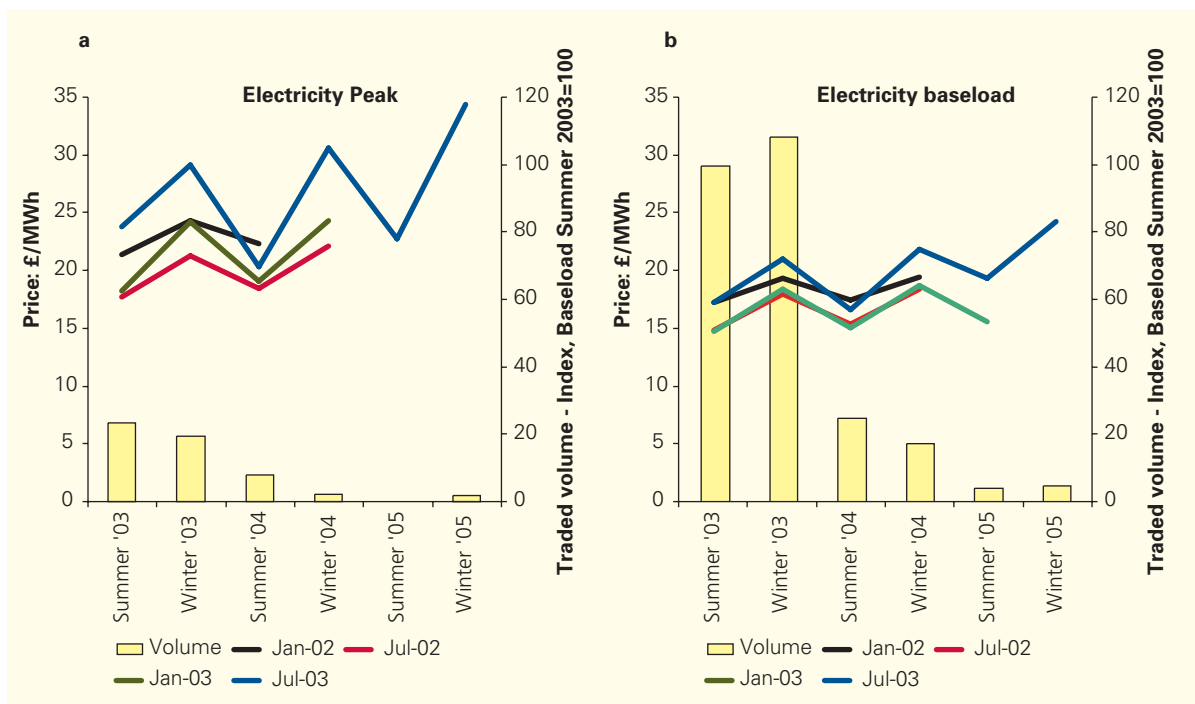 a
Electricity Peak
Price: £/MWh
35
30
25
20
15
10
5
0
120
100
80
60
40
20
0
Traded volume - Index, Baseload Summer 2003=100
Summer '03
Winter '03
Summer '04
Winter '04
Summer '05
Winter '05
Volume Jan-02 Jul-02
Jan-03 Jul-03
b
Electricity baseload
Price: £/MWh
35
30
25
20
15
10
5
0
120
100
80
60
40
20
0
Traded volume - Index, Baseload Summer 2003=100
Summer '03
Winter '03
Summer '04
Winter '04
Summer '05
Winter '05
Volume Jan-02 Jul-02
Jan-03 Jul-03